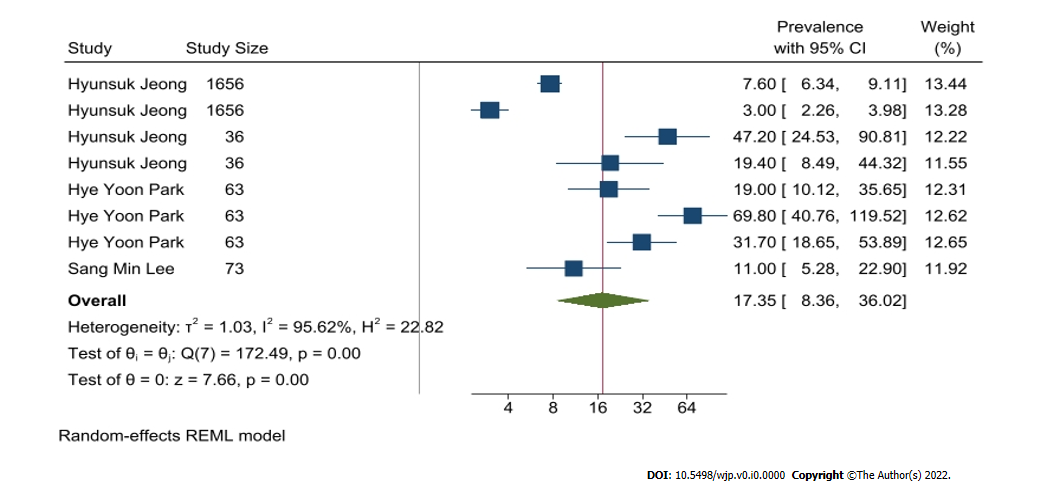 Prevalence Weight
Study Study Size with 95% CI (%)
Hyunsuk Jeong 1656 7.60 [ 6.34, 9.11] 13.44
Hyunsuk Jeong 1656 3.00 [ 2.26, 3.98] 13.28
Hyunsuk Jeong 36 47.20 [ 24.53, 90.81] 12.22
Hyunsuk Jeong 36 19.40 [ 8.49, 44.32] 11.55
Hye Yoon Park 63 19.00 [ 10.12, 35.65] 12.31
Hye Yoon Park 63 69.80 [ 40.76, 119.52] 12.62
Hye Yoon Park 63 31.70 [ 18.65, 53.89] 12.65
Sang Min Lee 73 11.00 [ 5.28, 22.90] 11.92
Overall 17.35 [ 8.36, 36.02]
Heterogeneity: τ² = 1.03, I² = 95.62%, H² = 22.82
Test of θᵢ = θⱼ: Q(7) = 172.49, p = 0.00
Test of θ = 0: z = 7.66, p = 0.00
4 8 16 32 64
Random-effects REML model
DOI: 10.5498/wjp.v0.i0.0000 Copyright ©The Author(s) 2022.